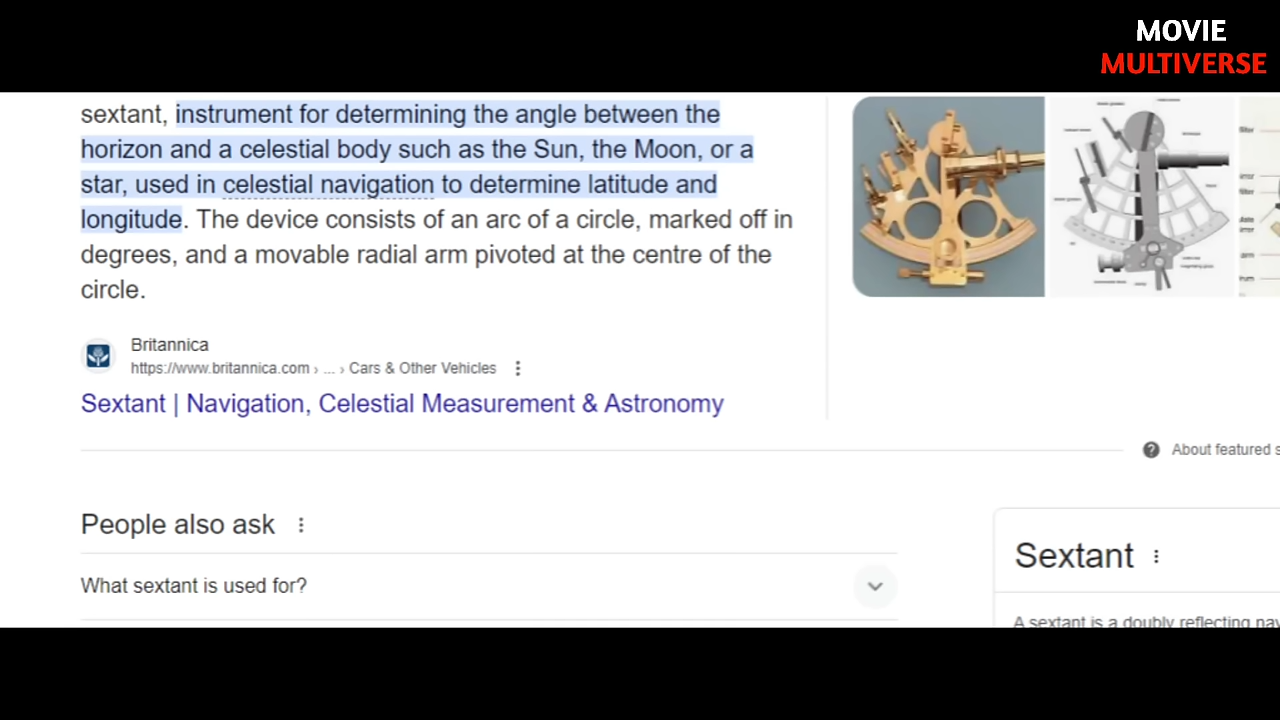 MOVIE
MULTIVERSE
sextant, instrument for determining the angle between the
horizon and a celestial body such as the Sun, the Moon, or a
star, used in celestial navigation to determine latitude and
longitude. The device consists of an arc of a circle, marked off in
degrees, and a movable radial arm pivoted at the centre of the
circle.
Britannica
https://www.britannica.com › ... › Cars & Other Vehicles
Sextant | Navigation, Celestial Measurement & Astronomy
About featured s
People also ask
What sextant is used for?
Sextant
A sextant is a doubly reflecting nav